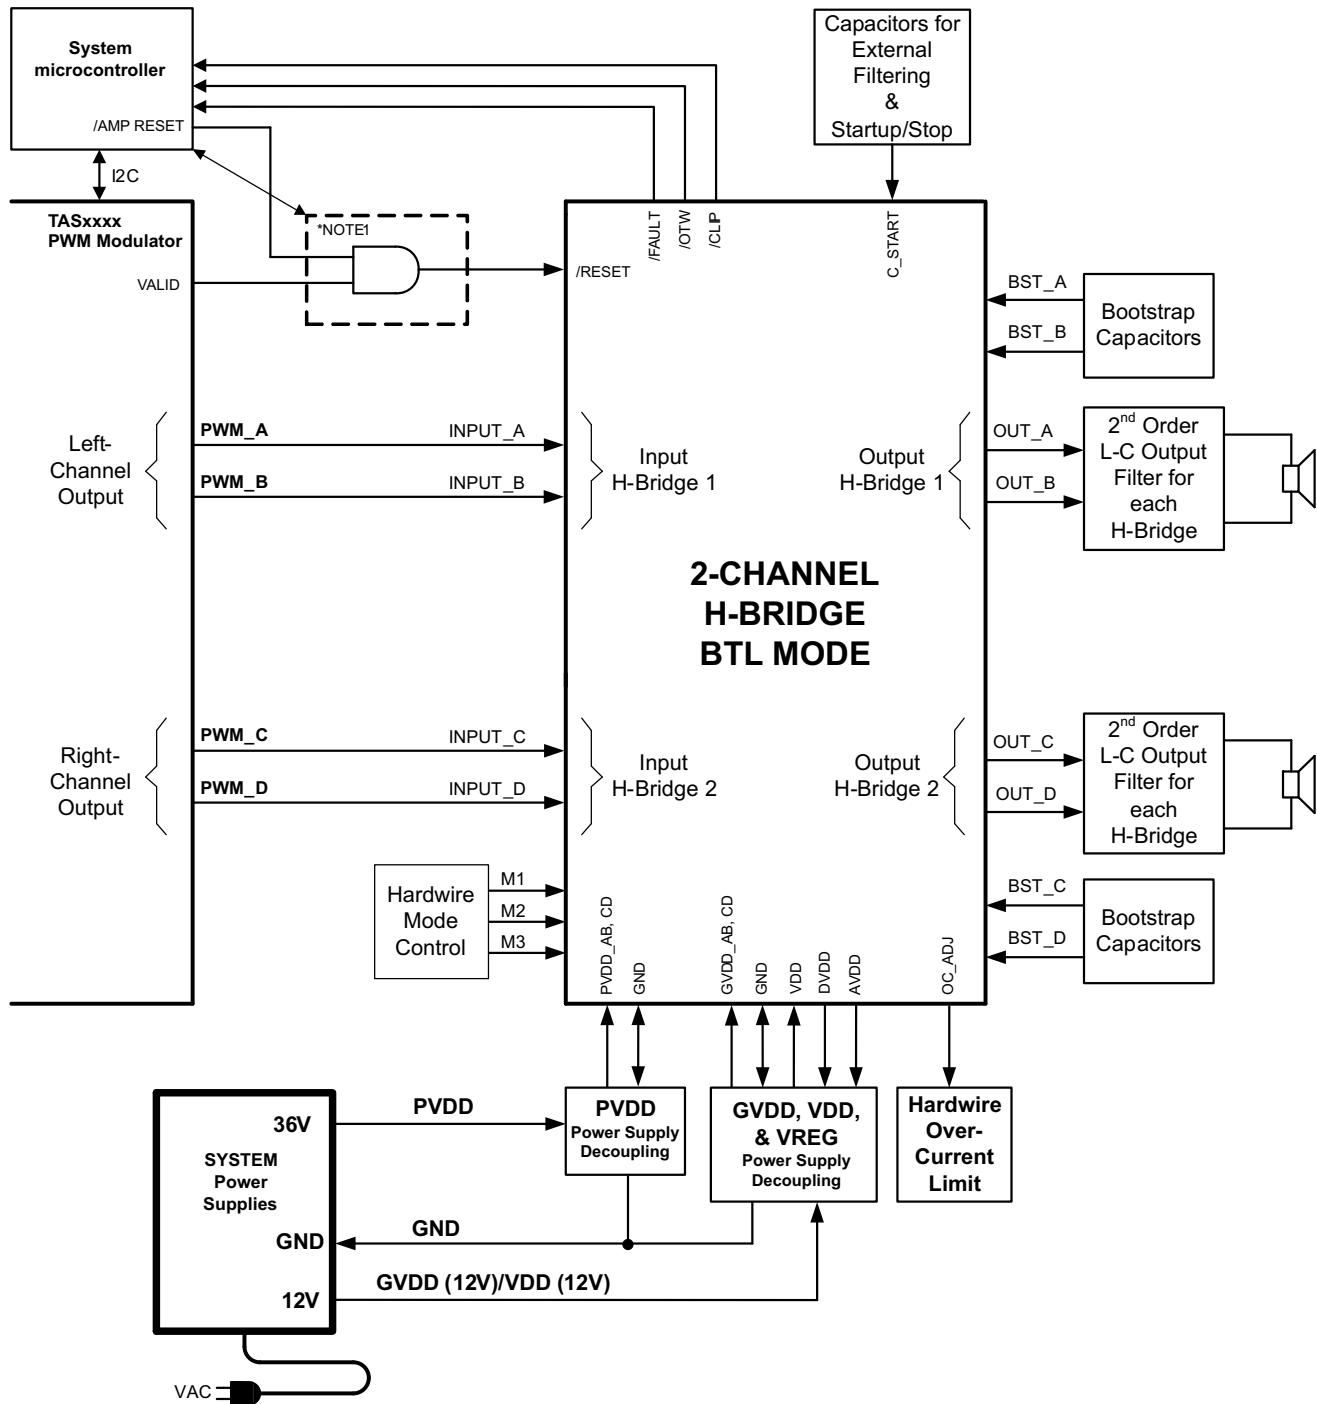 System
microcontroller
/AMP RESET
I2C
Capacitors for
External
Filtering
&
Startup/Stop
TASxxxx
PWM Modulator
VALID
*NOTE1
/RESET
/FAULT
/OTW
/CLIP
C_START
BST_A
BST_B
Bootstrap
Capacitors
Left-
Channel
Output
PWM_A
PWM_B
INPUT_A
INPUT_B
Input
H-Bridge 1
Output
H-Bridge 1
OUT_A
OUT_B
2nd Order
L-C Output
Filter for
each
H-Bridge
2-CHANNEL
H-BRIDGE
BTL MODE
Right-
Channel
Output
PWM_C
PWM_D
INPUT_C
INPUT_D
Input
H-Bridge 2
Output
H-Bridge 2
OUT_C
OUT_D
2nd Order
L-C Output
Filter for
each
H-Bridge
Hardwire
Mode
Control
M1
M2
M3
PVDD_AB, CD
GND
GVDD_AB, CD
GND
VDD
DVDD
AVDD
OC_ADJ
BST_C
BST_D
Bootstrap
Capacitors
36V
SYSTEM
Power
Supplies
GND
12V
PVDD
GND
GVDD (12V)/VDD (12V)
PVDD
Power Supply
Decoupling
GVDD, VDD,
& VREG
Power Supply
Decoupling
Hardwire
Over-
Current
Limit
VAC